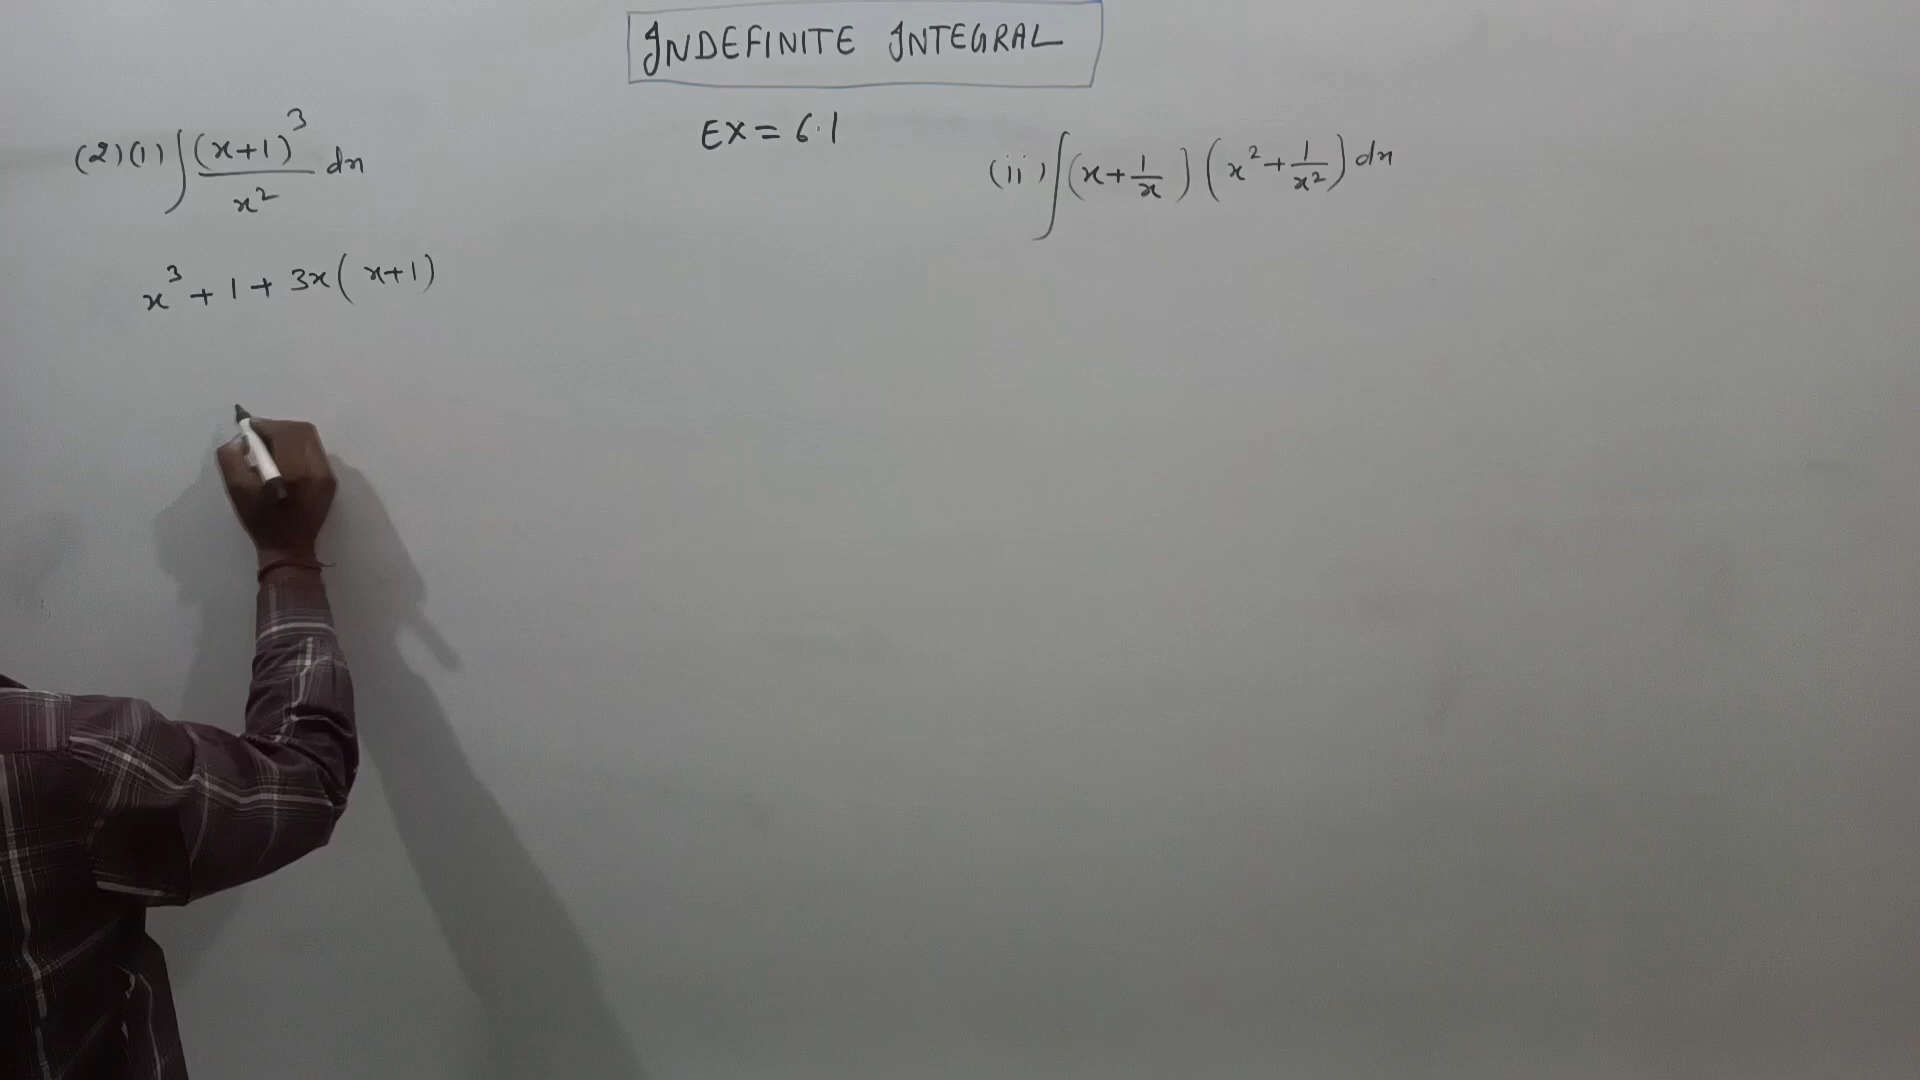 INDEFINITE INTEGRAL
EX = 6.1
(2)(1) ∫ (x+1)³/x² dx
x³ + 1 + 3x( x+1)
(ii) ∫ (x + 1/x) (x² + 1/x²) dx